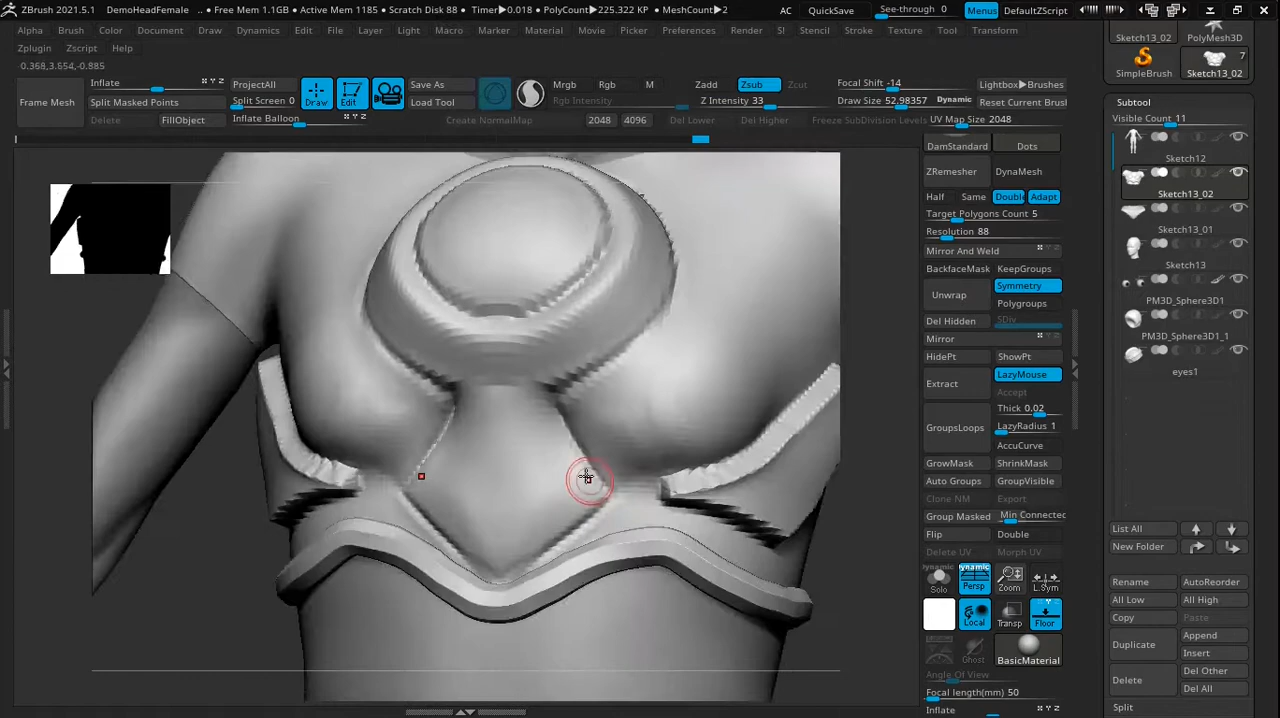 ZBrush 2021.5.1 DemoHeadFemale .. • Free Mem 1.1GB • Active Mem 1185 • Scratch Disk 88 • Timer▶0.018 • PolyCount▶225.322 KP • MeshCount▶2 AC QuickSave See-through 0 Menus DefaultZScript
Alpha Brush Color Document Draw Dynamics Edit File Layer Light Macro Marker Material Movie Picker Preferences Render Stencil Stroke Texture Tool Transform
Zplugin Zscript Help
-0.368,3.554,-0.885
Sketch13_02 PolyMesh3D
SimpleBrush Sketch13_02
7
Frame Mesh
Inflate
Split Masked Points
Delete FillObject
ProjectAll
Split Screen 0
Inflate Balloon
Draw Edit
Save As
Load Tool
Create NormalMap
Mrgb Rgb M
Rgb Intensity
2048 4096
Zadd Zsub Zcut
Z Intensity 33
Del Lower Del Higher
Focal Shift -14
Draw Size 52.98357 Dynamic
Freeze SubDivision Levels
Lightbox▶Brushes
Reset Current Brush
UV Map Size 2048
DamStandard Dots
ZRemesher DynaMesh
Half Same Double Adapt
Target Polygons Count 5
Resolution 88
Mirror And Weld
BackfaceMask KeepGroups
Unwrap Symmetry
Polygroups
Del Hidden SDiv
Mirror
HidePt ShowPt
Extract LazyMouse
Accept
Thick 0.02
GroupsLoops LazyRadius 1
AccuCurve
GrowMask ShrinkMask
Auto Groups GroupVisible
Clone NM Export
Group Masked Min Connected
Flip Double
Delete UV Morph UV
Dynamic
Solo Persp Zoom L.Sym
Local Transp Floor
Ghost BasicMaterial
Angle Of View
Focal length(mm) 50
Inflate
Subtool
Visible Count 11
Sketch12
Sketch13_02
Sketch13_01
Sketch13
PM3D_Sphere3D1
PM3D_Sphere3D1_1
eyes1
List All
New Folder
Rename AutoReorder
All Low All High
Copy Paste
Duplicate Append
Insert
Delete Del Other
Del All
Split